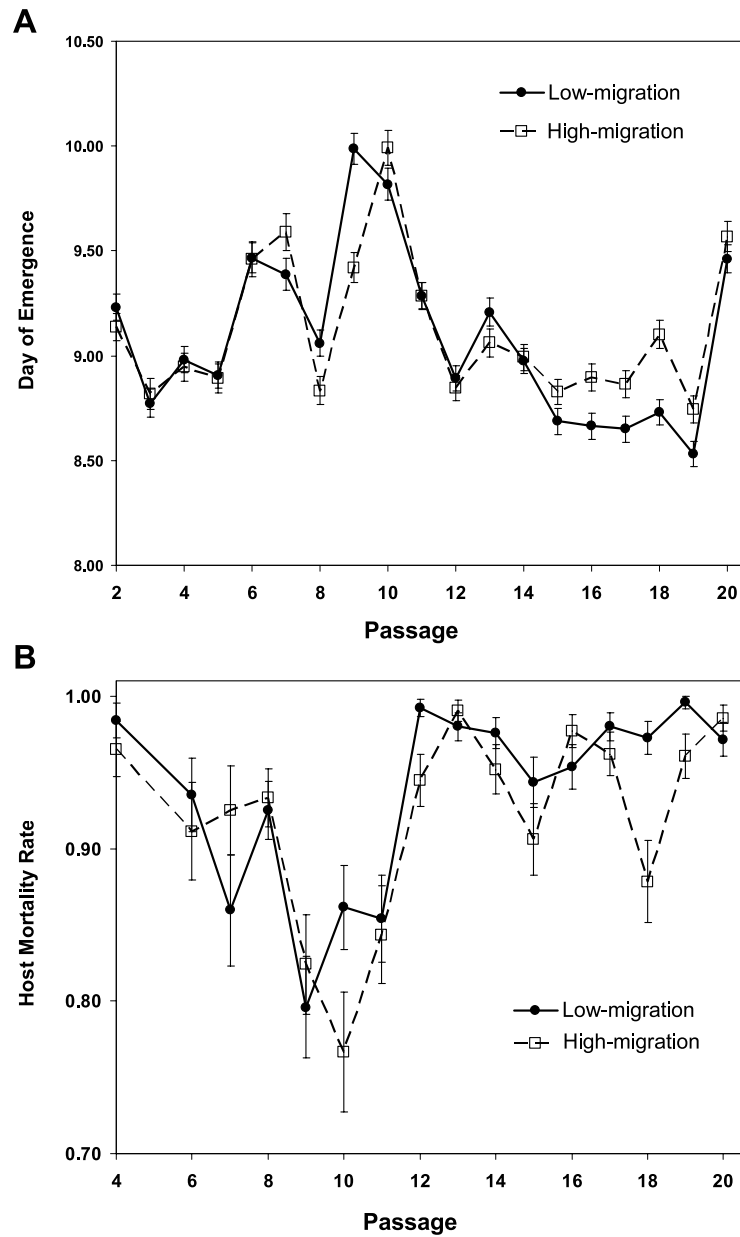 A
10.50
10.00
9.50
9.00
8.50
8.00
Day of Emergence
Low-migration
High-migration
2 4 6 8 10 12 14 16 18 20
Passage
B
1.00
0.90
0.80
0.70
Host Mortality Rate
Low-migration
High-migration
4 6 8 10 12 14 16 18 20
Passage